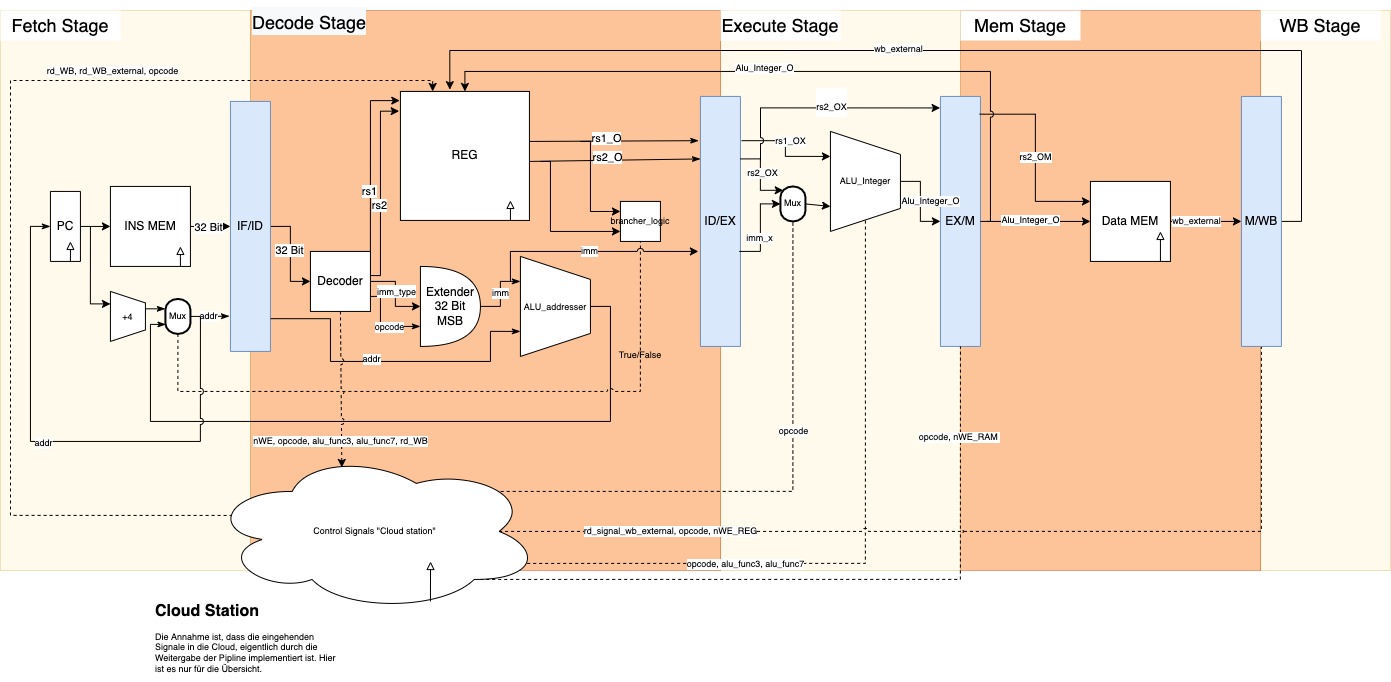 Fetch Stage
Decode Stage
Execute Stage
Mem Stage
WB Stage
wb_external
rd_WB, rd_WB_external, opcode
Alu_Integer_O
rs2_OX
REG
rs1_O
rs2_O
rs1_OX
rs2_OX
rs2_OM
rs1
rs2
ALU_Integer
Mux
Alu_Integer_O
PC
INS MEM
32 Bit
IF/ID
brancher_logic
ID/EX
EX/M
Alu_Integer_O
Data MEM
wb_external
M/WB
imm_x
32 Bit
imm
Decoder
imm_type
Extender
32 Bit
MSB
imm
ALU_addresser
opcode
+4
Mux
addr
addr
True/False
addr
nWE, opcode, alu_func3, alu_func7, rd_WB
opcode
opcode, nWE_RAM
Control Signals "Cloud station"
rd_signal_wb_external, opcode, nWE_REG
opcode, alu_func3, alu_func7
Cloud Station
Die Annahme ist, dass die eingehenden
Signale in die Cloud, eigentlich durch die
Weitergabe der Pipline implementiert ist. Hier
ist es nur für die Übersicht.